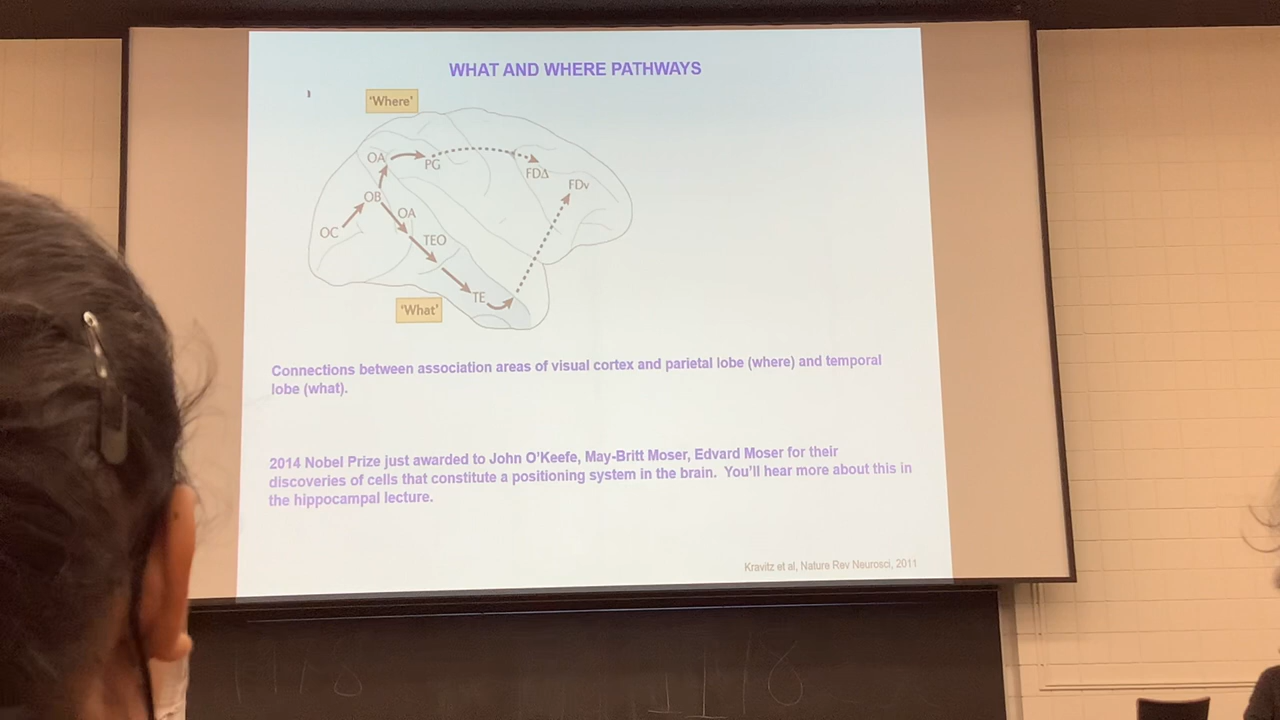 WHAT AND WHERE PATHWAYS
'Where'
OA
PG
FDΔ
FDv
OB
OA
OC
TEO
TE
'What'
Connections between association areas of visual cortex and parietal lobe (where) and temporal
lobe (what).
2014 Nobel Prize just awarded to John O'Keefe, May-Britt Moser, Edvard Moser for their
discoveries of cells that constitute a positioning system in the brain. You'll hear more about this in
the hippocampal lecture.
Kravitz et al, Nature Rev Neurosci, 2011